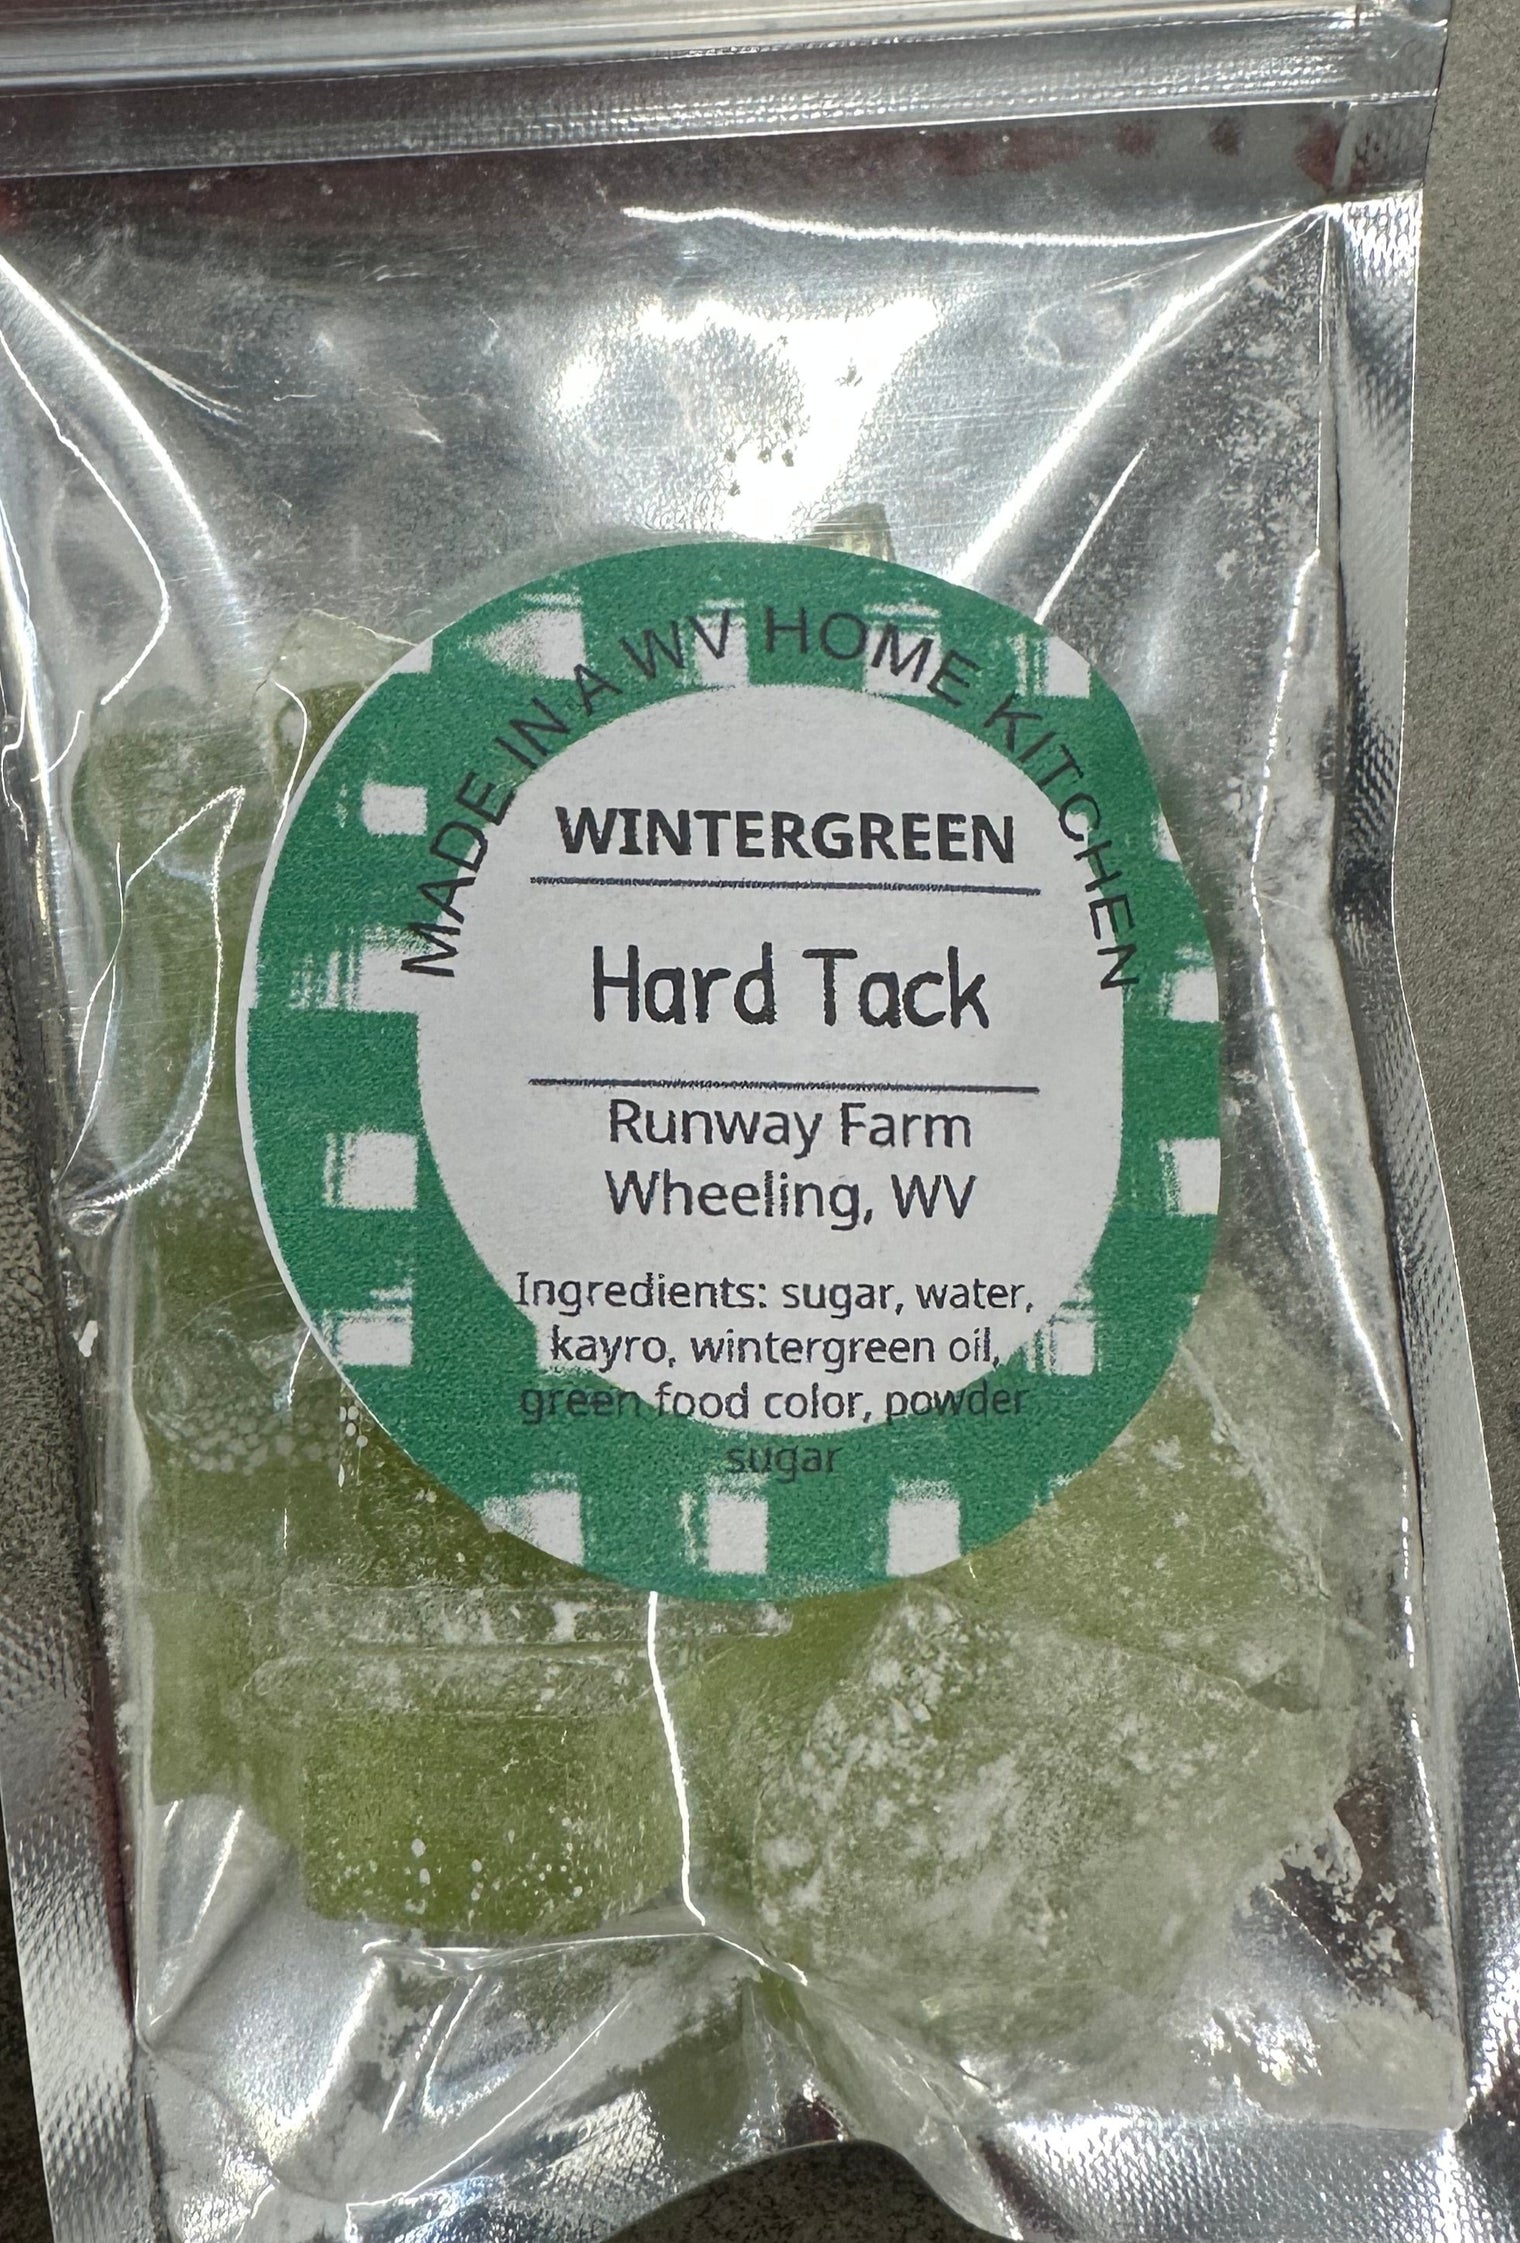 MADE IN A WV HOME KITCHEN
WINTERGREEN
Hard Tack
Runway Farm
Wheeling, WV
Ingredients: sugar, water,
kayro, wintergreen oil,
green food color, powder
sugar